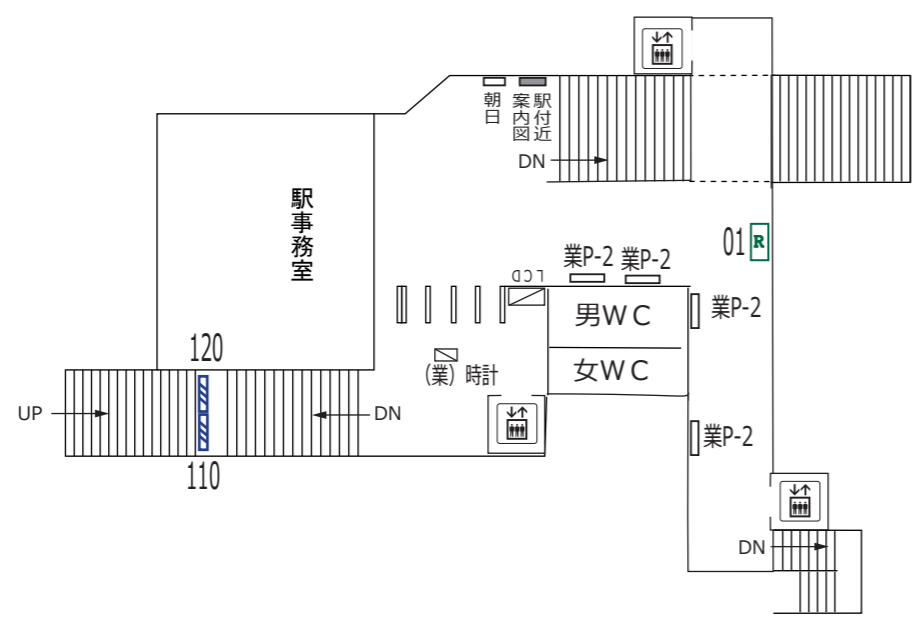 朝日
駅付近
案内図
DN
駅事務室
01
R
業P-2
業P-2
LCD
業P-2
男WC
女WC
120
(業) 時計
UP
DN
業P-2
110
DN